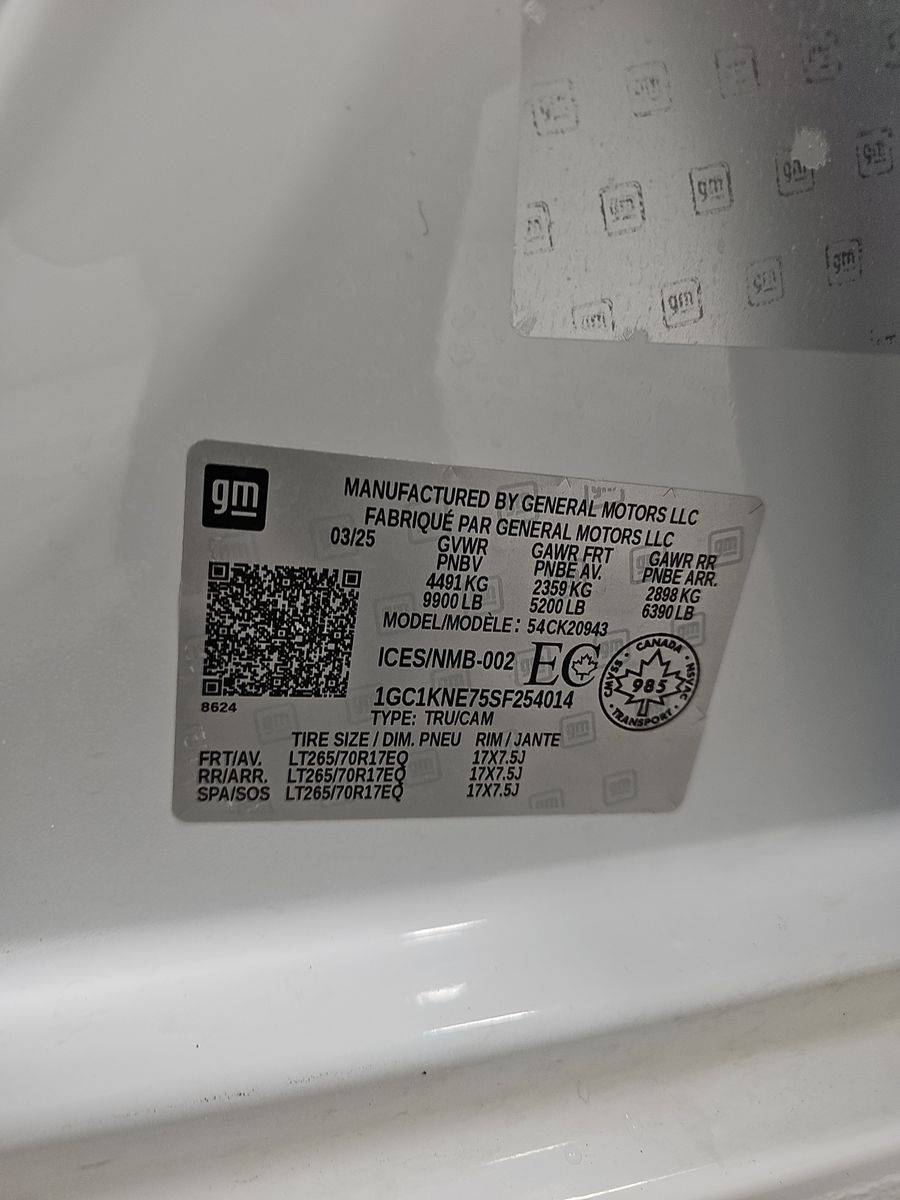 gm
MANUFACTURED BY GENERAL MOTORS LLC
FABRIQUÉ PAR GENERAL MOTORS LLC
03/25 GVWR GAWR FRT GAWR RR
PNBV PNBE AV. PNBE ARR.
4491 KG 2359 KG 2898 KG
9900 LB 5200 LB 6390 LB
MODEL/MODÈLE: 54CK20943
ICES/NMB-002 EC
CANADA · NSVAC · TRANSPORT · CMVSS
985
1GC1KNE75SF254014
8624
TYPE: TRU/CAM
TIRE SIZE / DIM. PNEU RIM / JANTE
FRT/AV. LT265/70R17EQ 17X7.5J
RR/ARR. LT265/70R17EQ 17X7.5J
SPA/SOS LT265/70R17EQ 17X7.5J